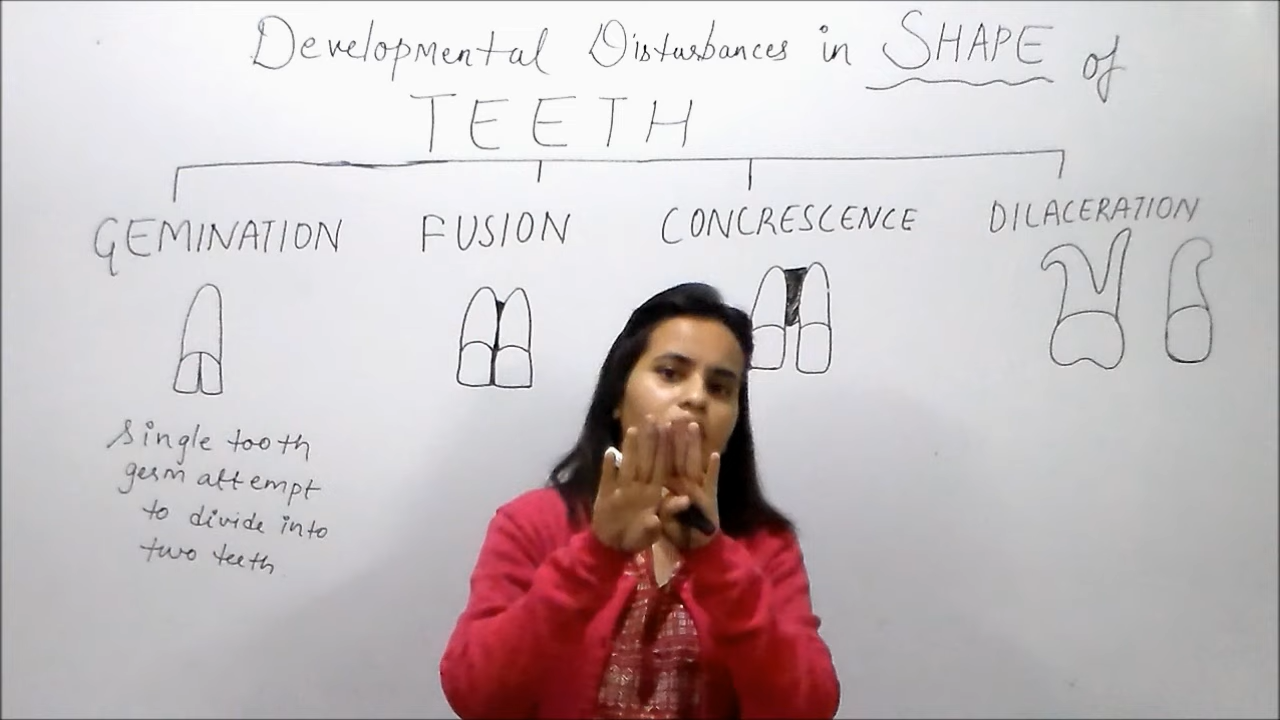 Developmental Disturbances in SHAPE of
TEETH
GEMINATION
FUSION
CONCRESCENCE
DILACERATION
Single tooth
germ attempt
to divide into
two teeth